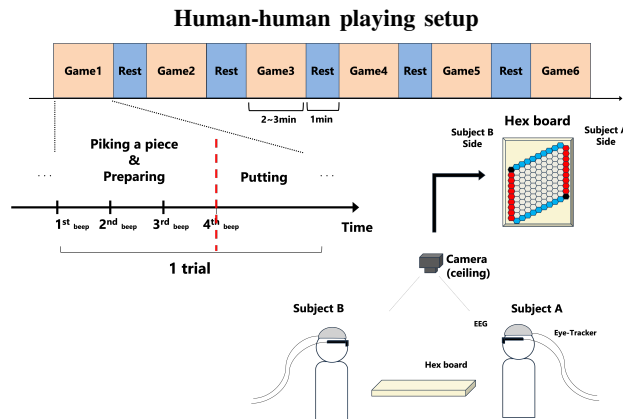 Human-human playing setup
Game1 Rest Game2 Rest Game3 Rest Game4 Rest Game5 Rest Game6
2~3min 1min
Hex board
Subject B
Side
Subject A
Side
Piking a piece
&
Preparing
Putting
... ...
1st beep 2nd beep 3rd beep 4th beep Time
1 trial
Camera
(ceiling)
Subject B
Subject A
EEG
Eye-Tracker
Hex board